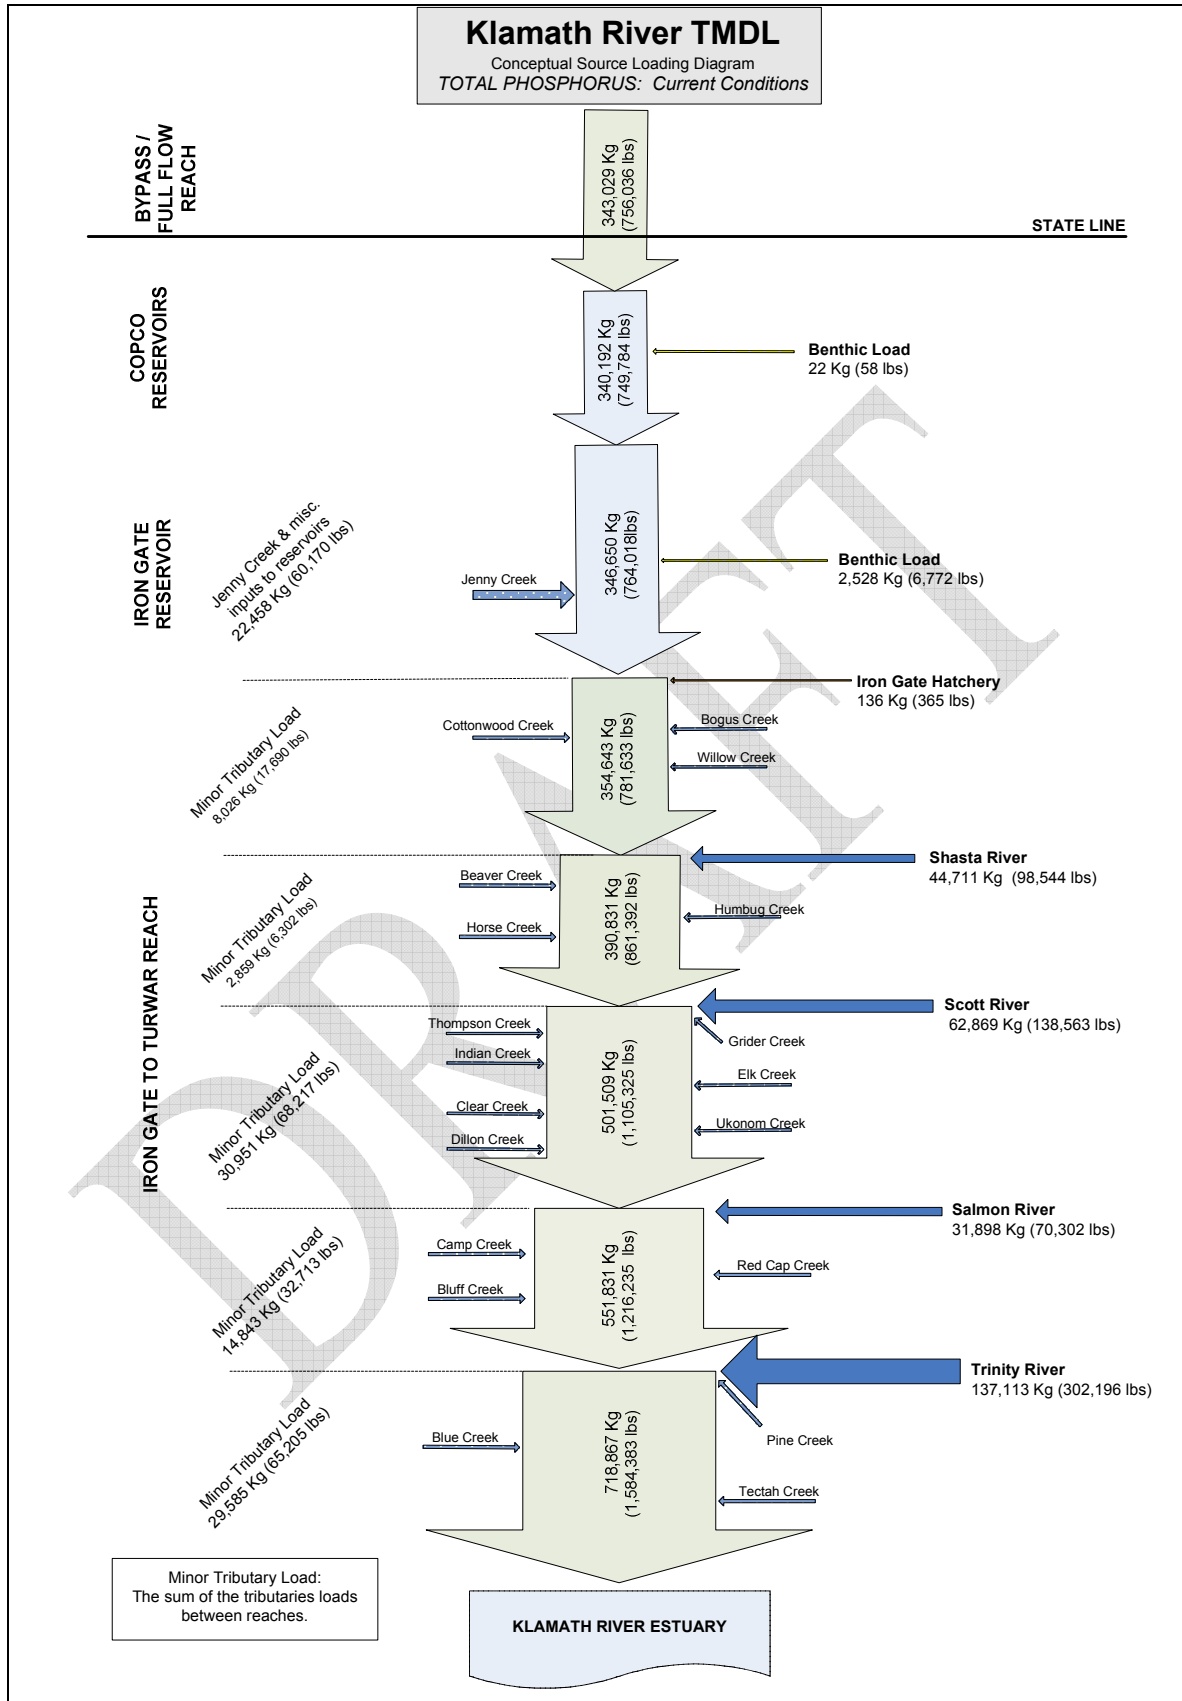 Klamath River TMDL
Conceptual Source Loading Diagram
TOTAL PHOSPHORUS: Current Conditions
BYPASS /
FULL FLOW
REACH
343,029 Kg
(756,036 lbs)
STATE LINE
COPCO
RESERVOIRS
340,192 Kg
(749,784 lbs)
Benthic Load
22 Kg (58 lbs)
IRON GATE
RESERVOIR
Jenny Creek & misc.
inputs to reservoirs
22,458 Kg (60,170 lbs)
Jenny Creek
346,650 Kg
(764,018lbs)
Benthic Load
2,528 Kg (6,772 lbs)
Iron Gate Hatchery
136 Kg (365 lbs)
IRON GATE TO TURWAR REACH
Minor Tributary Load
8,026 Kg (17,690 lbs)
Cottonwood Creek
354,643 Kg
(781,633 lbs)
Bogus Creek
Willow Creek
Shasta River
44,711 Kg (98,544 lbs)
Minor Tributary Load
2,859 Kg (6,302 lbs)
Beaver Creek
Horse Creek
390,831 Kg
(861,392 lbs)
Humbug Creek
Scott River
62,869 Kg (138,563 lbs)
Minor Tributary Load
30,951 Kg (68,217 lbs)
Thompson Creek
Indian Creek
Clear Creek
Dillon Creek
501,509 Kg
(1,105,325 lbs)
Grider Creek
Elk Creek
Ukonom Creek
Salmon River
31,898 Kg (70,302 lbs)
Minor Tributary Load
14,843 Kg (32,713 lbs)
Camp Creek
Bluff Creek
551,831 Kg
(1,216,235 lbs)
Red Cap Creek
Trinity River
137,113 Kg (302,196 lbs)
Minor Tributary Load
29,585 Kg (65,205 lbs)
Blue Creek
718,867 Kg
(1,584,383 lbs)
Pine Creek
Tectah Creek
Minor Tributary Load:
The sum of the tributaries loads
between reaches.
KLAMATH RIVER ESTUARY
DRAFT